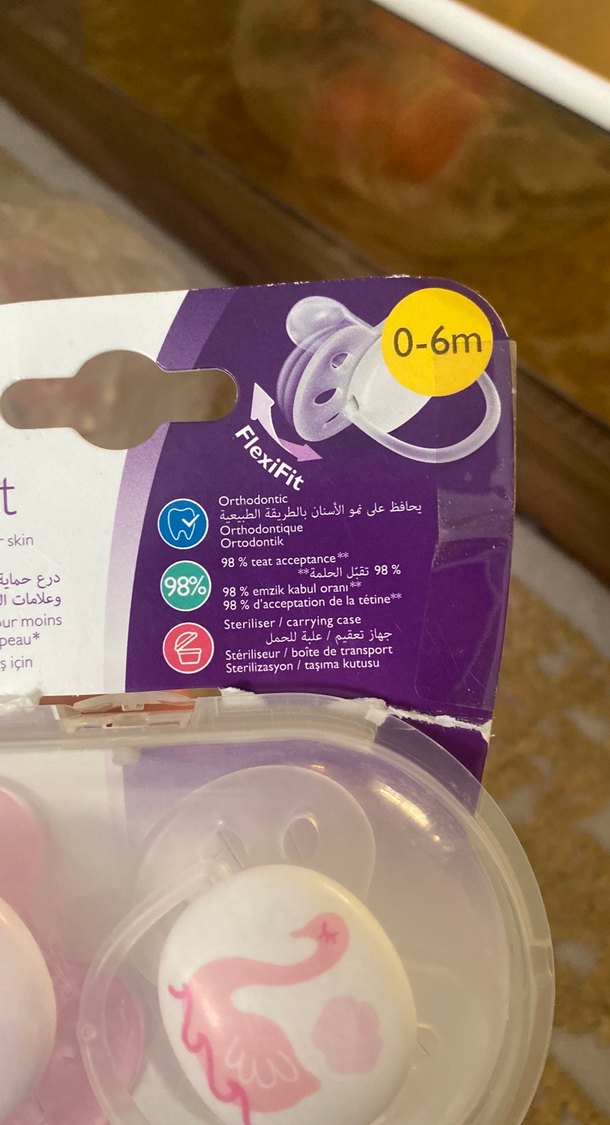 0-6m
FlexiFit
t
r skin
درع حماية
وعلامات ال
our moins
peau*
ş için
Orthodontic
يحافظ على نمو الأسنان بالطريقة الطبيعية
Orthodontique
Ortodontik
98%
98 % teat acceptance**
98 % تقبّل الحلمة**
98 % emzik kabul oranı**
98 % d'acceptation de la tétine**
Steriliser / carrying case
جهاز تعقيم / علبة للحمل
Stériliseur / boîte de transport
Sterilizasyon / taşıma kutusu